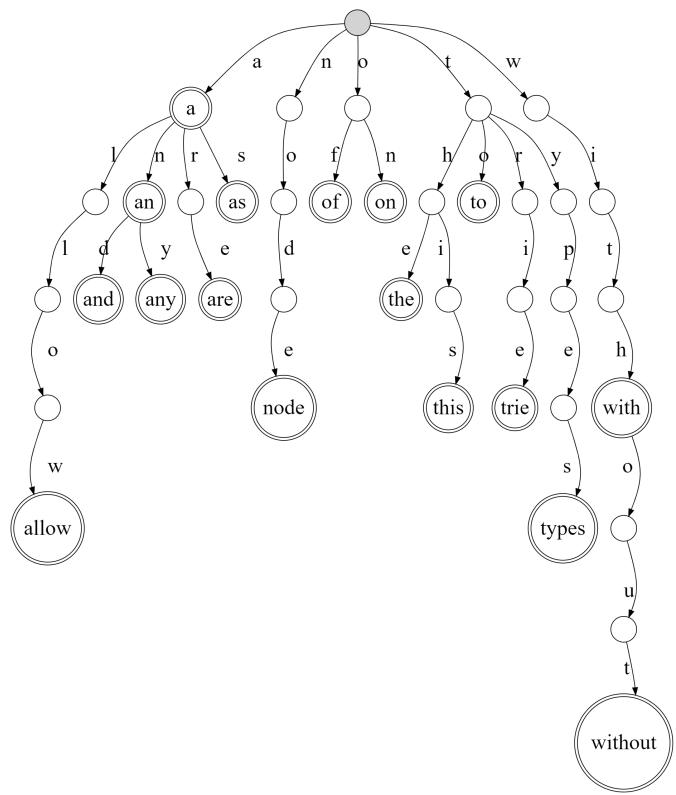 a n o t w
a
l n r s o f n h o r y i
an as of on to
l d y e d e i i p t
and any are the
o e s e e h
node this trie with
w s o
allow types
u
t
without